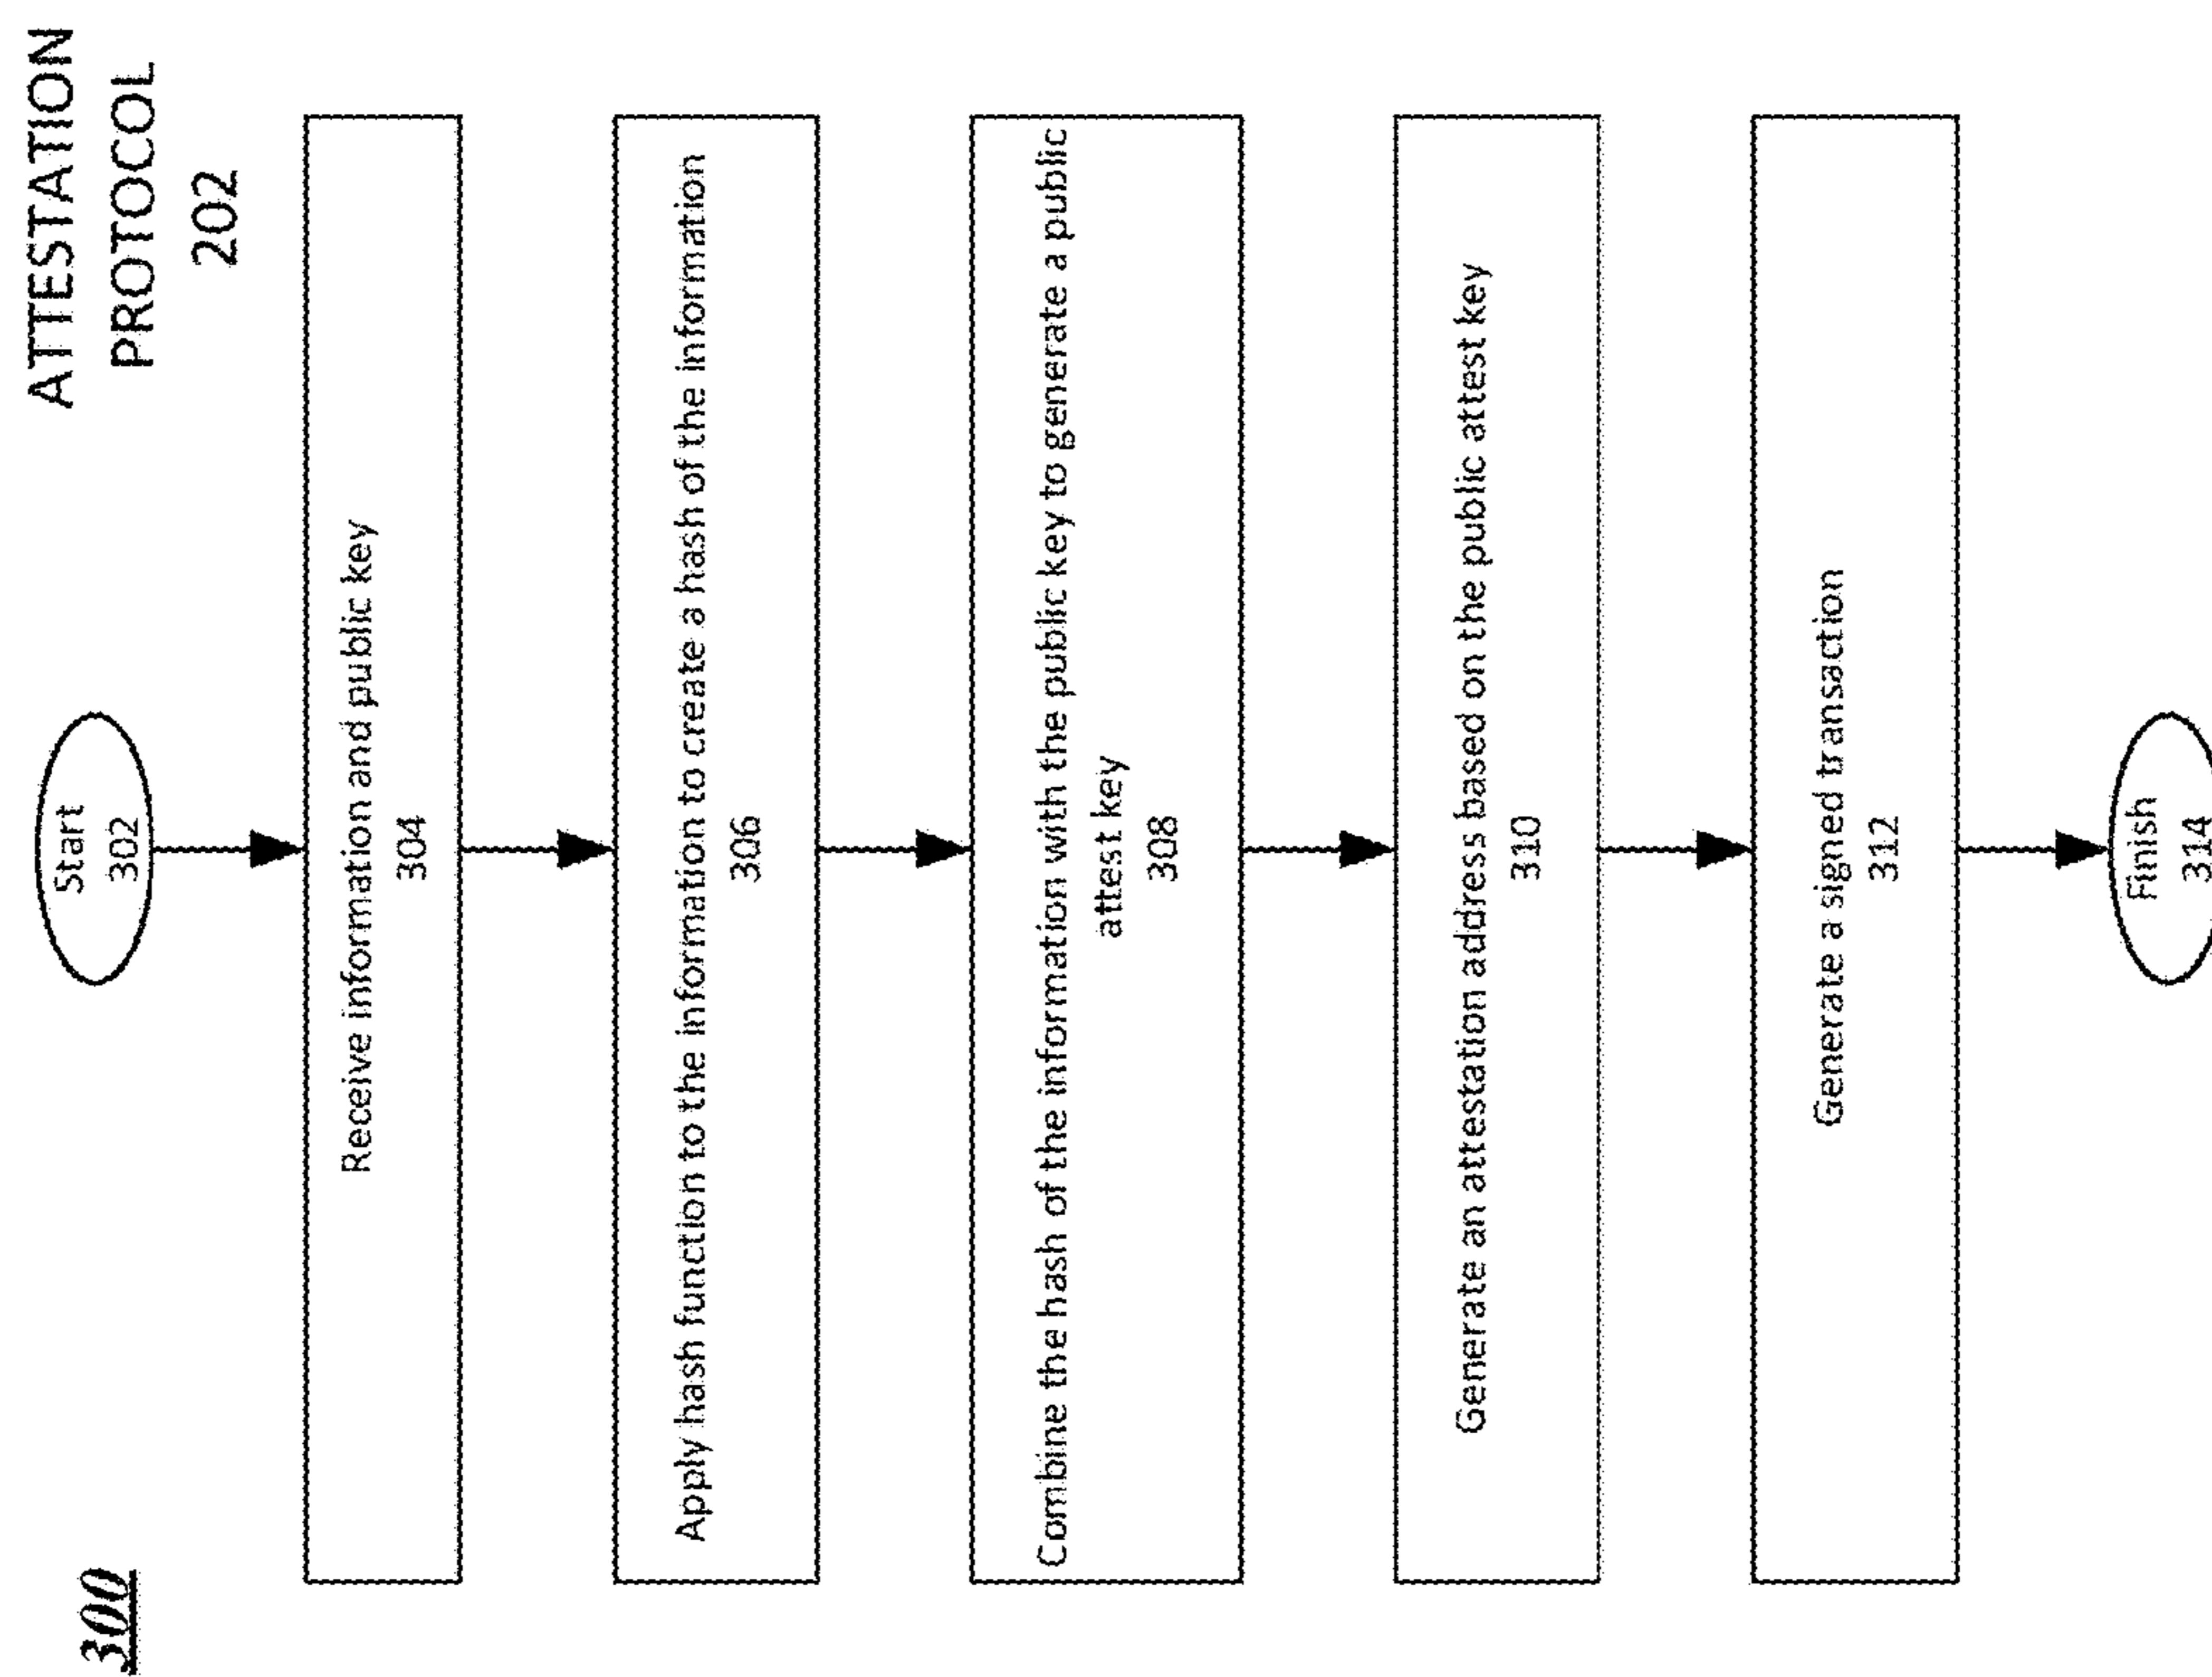 300
ATTESTATION
PROTOCOL
202
Start
302
Receive information and public key
304
Apply hash function to the information to create a hash of the information
306
Combine the hash of the information with the public key to generate a public
attest key
308
Generate an attestation address based on the public attest key
310
Generate a signed transaction
312
Finish
314